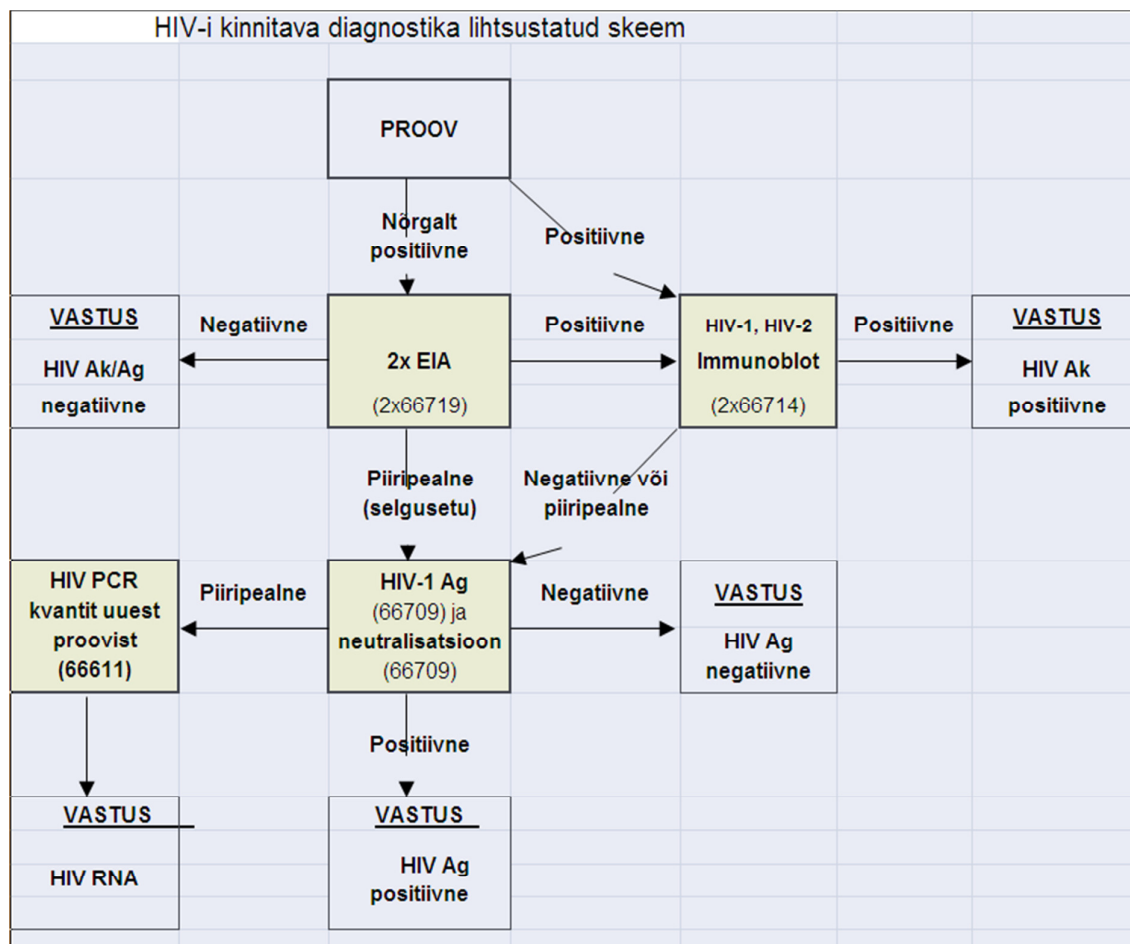 HIV-i kinnitava diagnostika lihtsustatud skeem
PROOV
Nõrgalt
positiivne
Positiivne
VASTUS
HIV Ak/Ag
negatiivne
Negatiivne
2x EIA
(2x66719)
Positiivne
HIV-1, HIV-2
Immunoblot
(2x66714)
Positiivne
VASTUS
HIV Ak
positiivne
Piiripealne
(selgusetu)
Negatiivne või
piiripealne
HIV PCR
kvantit uuest
proovist
(66611)
Piiripealne
HIV-1 Ag
(66709) ja
neutralisatsioon
(66709)
Negatiivne
VASTUS
HIV Ag
negatiivne
Positiivne
VASTUS
HIV RNA
VASTUS
HIV Ag
positiivne